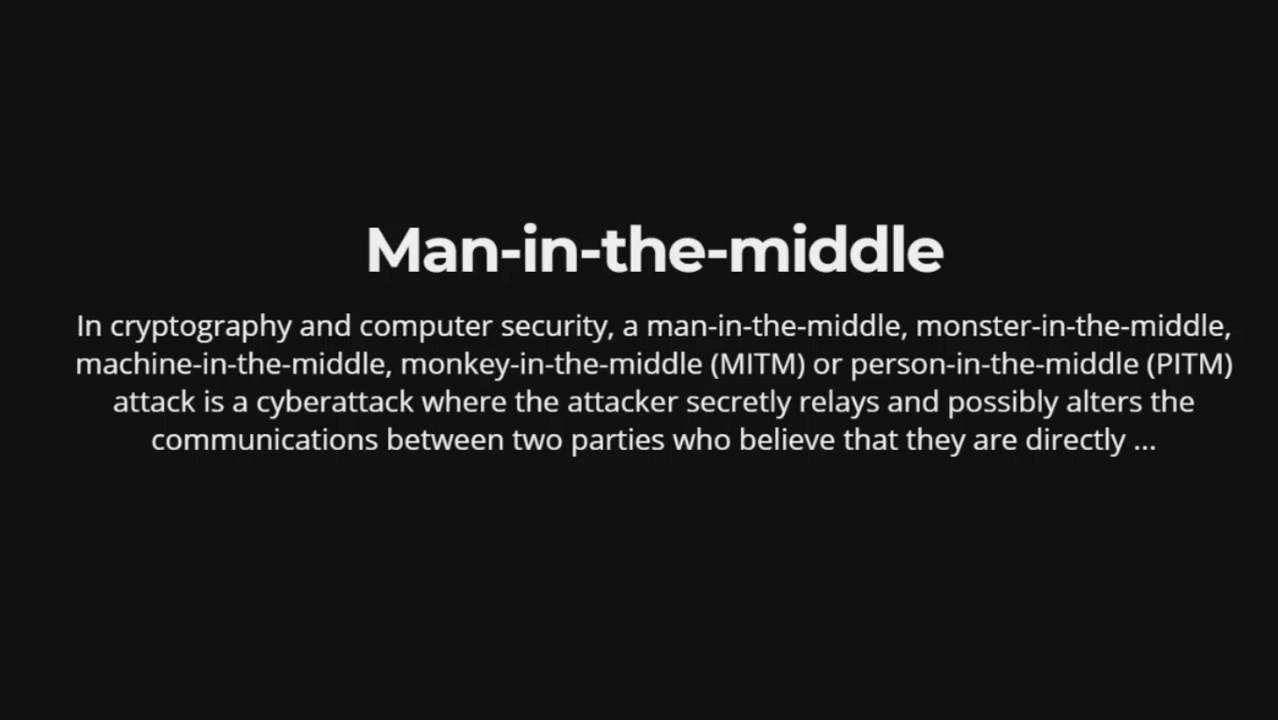 Man-in-the-middle
In cryptography and computer security, a man-in-the-middle, monster-in-the-middle,
machine-in-the-middle, monkey-in-the-middle (MITM) or person-in-the-middle (PITM)
attack is a cyberattack where the attacker secretly relays and possibly alters the
communications between two parties who believe that they are directly ...